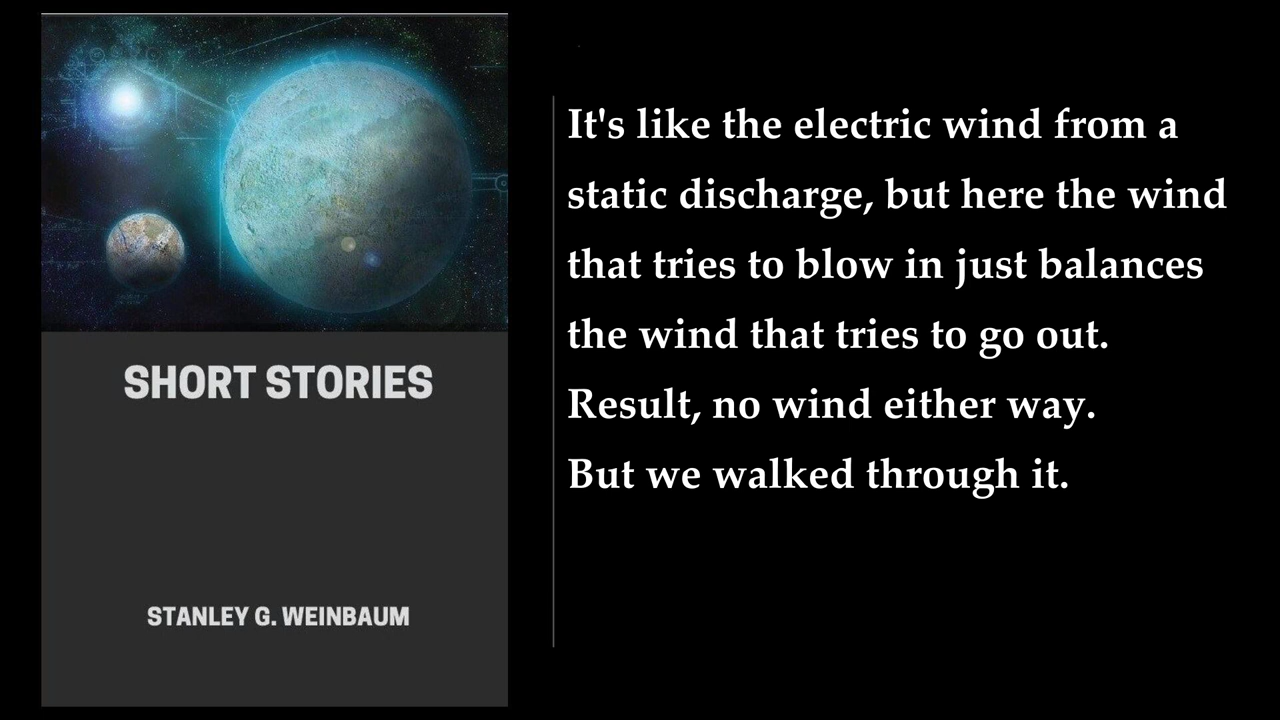 SHORT STORIES
STANLEY G. WEINBAUM
It's like the electric wind from a
static discharge, but here the wind
that tries to blow in just balances
the wind that tries to go out.
Result, no wind either way.
But we walked through it.